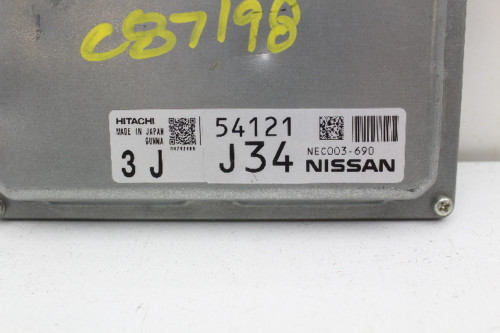 C87198
HITACHI
MADE IN JAPAN
GUNMA
3 J
54121
J34
NEC003-690
NISSAN